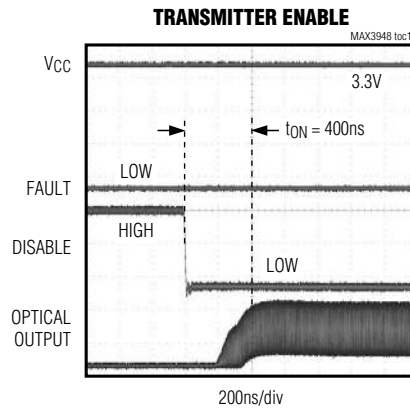 TRANSMITTER ENABLE
MAX3948 toc1
VCC
3.3V
tON = 400ns
LOW
FAULT
HIGH
DISABLE
LOW
OPTICAL
OUTPUT
200ns/div